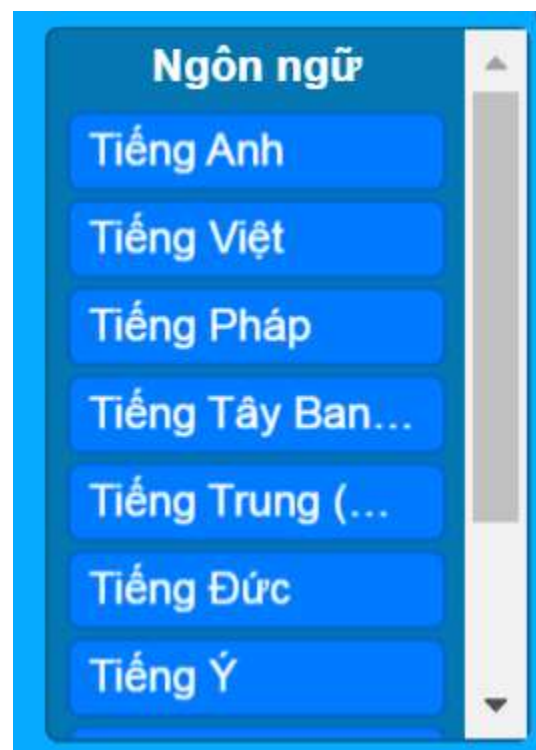 Ngôn ngữ
Tiếng Anh
Tiếng Việt
Tiếng Pháp
Tiếng Tây Ban...
Tiếng Trung (...
Tiếng Đức
Tiếng Ý